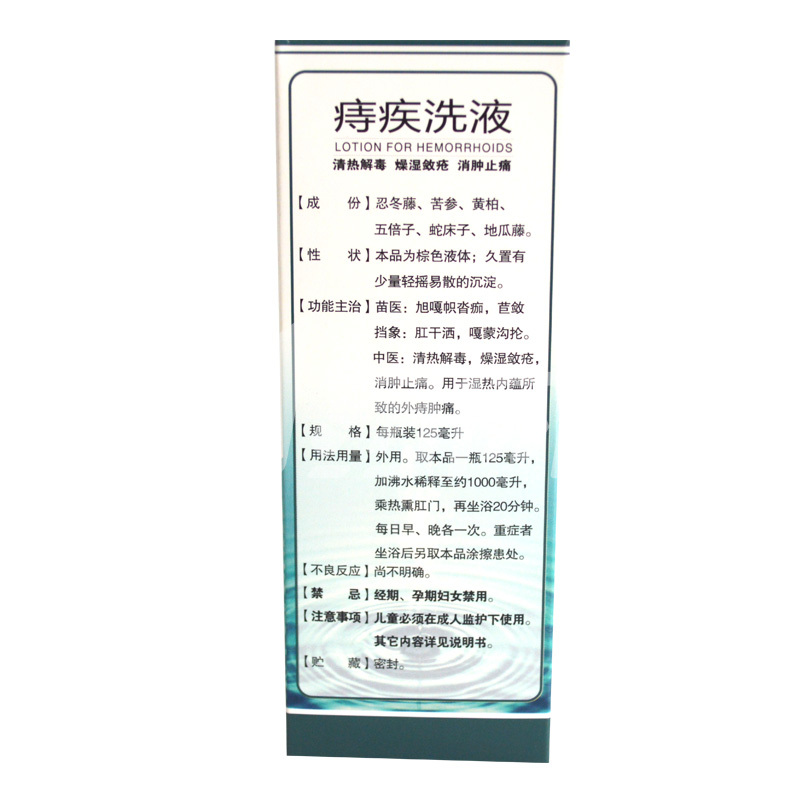 痔疾洗液
LOTION FOR HEMORRHOIDS
清热解毒 燥湿敛疮 消肿止痛
【成 份】忍冬藤、苦参、黄柏、
五倍子、蛇床子、地瓜藤。
【性 状】本品为棕色液体；久置有
少量轻摇易散的沉淀。
【功能主治】苗医：旭嘎帜沓痂，苣敛
挡象：肛干洒，嘎蒙沟抡。
中医：清热解毒，燥湿敛疮，
消肿止痛。用于湿热内蕴所
致的外痔肿痛。
【规 格】每瓶装125毫升
【用法用量】外用。取本品一瓶125毫升，
加沸水稀释至约1000毫升，
乘热熏肛门，再坐浴20分钟。
每日早、晚各一次。重症者
坐浴后另取本品涂擦患处。
【不良反应】尚不明确。
【禁 忌】经期、孕期妇女禁用。
【注意事项】儿童必须在成人监护下使用。
其它内容详见说明书。
【贮 藏】密封。